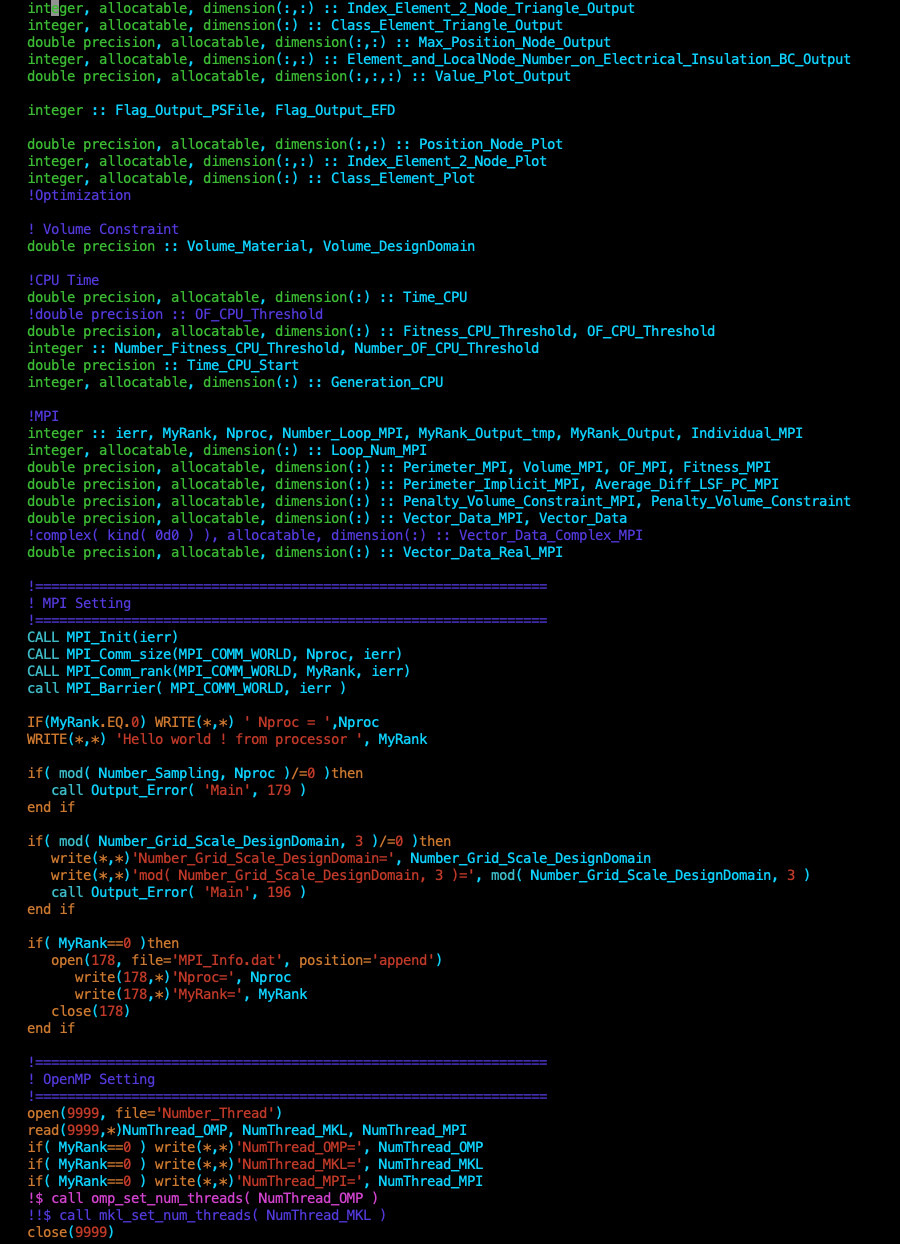 integer, allocatable, dimension(:,:) :: Index_Element_2_Node_Triangle_Output
integer, allocatable, dimension(:) :: Class_Element_Triangle_Output
double precision, allocatable, dimension(:,:) :: Max_Position_Node_Output
integer, allocatable, dimension(:,:) :: Element_and_LocalNode_Number_on_Electrical_Insulation_BC_Output
double precision, allocatable, dimension(:,:,:) :: Value_Plot_Output

integer :: Flag_Output_PSFile, Flag_Output_EFD

double precision, allocatable, dimension(:,:) :: Position_Node_Plot
integer, allocatable, dimension(:,:) :: Index_Element_2_Node_Plot
integer, allocatable, dimension(:) :: Class_Element_Plot
!Optimization

! Volume Constraint
double precision :: Volume_Material, Volume_DesignDomain

!CPU Time
double precision, allocatable, dimension(:) :: Time_CPU
!double precision :: OF_CPU_Threshold
double precision, allocatable, dimension(:) :: Fitness_CPU_Threshold, OF_CPU_Threshold
integer :: Number_Fitness_CPU_Threshold, Number_OF_CPU_Threshold
double precision :: Time_CPU_Start
integer, allocatable, dimension(:) :: Generation_CPU

!MPI
integer :: ierr, MyRank, Nproc, Number_Loop_MPI, MyRank_Output_tmp, MyRank_Output, Individual_MPI
integer, allocatable, dimension(:) :: Loop_Num_MPI
double precision, allocatable, dimension(:) :: Perimeter_MPI, Volume_MPI, OF_MPI, Fitness_MPI
double precision, allocatable, dimension(:) :: Perimeter_Implicit_MPI, Average_Diff_LSF_PC_MPI
double precision, allocatable, dimension(:) :: Penalty_Volume_Constraint_MPI, Penalty_Volume_Constraint
double precision, allocatable, dimension(:) :: Vector_Data_MPI, Vector_Data
!complex( kind( 0d0 ) ), allocatable, dimension(:) :: Vector_Data_Complex_MPI
double precision, allocatable, dimension(:) :: Vector_Data_Real_MPI

!================================================================
! MPI Setting
!================================================================
CALL MPI_Init(ierr)
CALL MPI_Comm_size(MPI_COMM_WORLD, Nproc, ierr)
CALL MPI_Comm_rank(MPI_COMM_WORLD, MyRank, ierr)
call MPI_Barrier( MPI_COMM_WORLD, ierr )

IF(MyRank.EQ.0) WRITE(*,*) ' Nproc = ',Nproc
WRITE(*,*) 'Hello world ! from processor ', MyRank

if( mod( Number_Sampling, Nproc )/=0 )then
   call Output_Error( 'Main', 179 )
end if

if( mod( Number_Grid_Scale_DesignDomain, 3 )/=0 )then
   write(*,*)'Number_Grid_Scale_DesignDomain=', Number_Grid_Scale_DesignDomain
   write(*,*)'mod( Number_Grid_Scale_DesignDomain, 3 )=', mod( Number_Grid_Scale_DesignDomain, 3 )
   call Output_Error( 'Main', 196 )
end if

if( MyRank==0 )then
   open(178, file='MPI_Info.dat', position='append')
      write(178,*)'Nproc=', Nproc
      write(178,*)'MyRank=', MyRank
   close(178)
end if

!================================================================
! OpenMP Setting
!================================================================
open(9999, file='Number_Thread')
read(9999,*)NumThread_OMP, NumThread_MKL, NumThread_MPI
if( MyRank==0 ) write(*,*)'NumThread_OMP=', NumThread_OMP
if( MyRank==0 ) write(*,*)'NumThread_MKL=', NumThread_MKL
if( MyRank==0 ) write(*,*)'NumThread_MPI=', NumThread_MPI
!$ call omp_set_num_threads( NumThread_OMP )
!!$ call mkl_set_num_threads( NumThread_MKL )
close(9999)